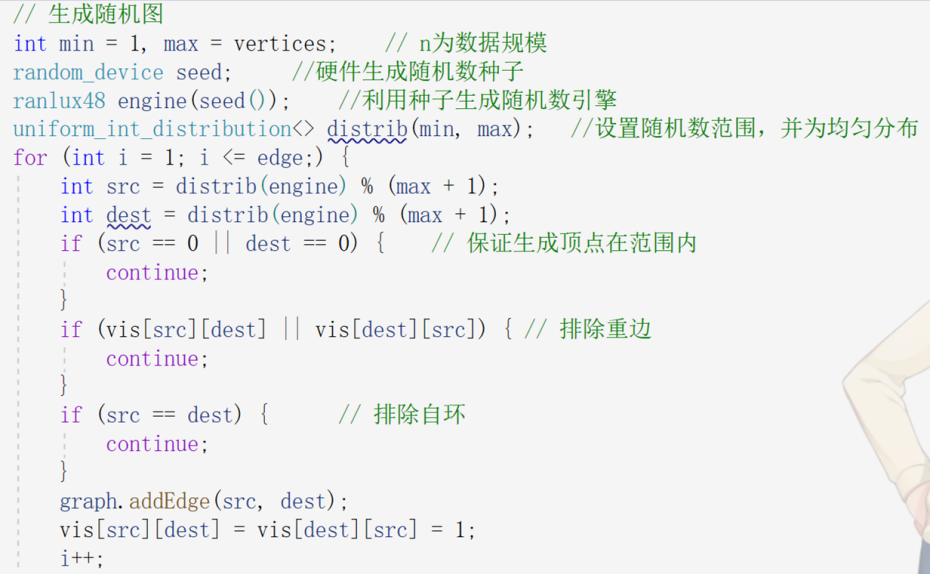 // 生成随机图
int min = 1, max = vertices;    // n为数据规模
random_device seed;     //硬件生成随机数种子
ranlux48 engine(seed());    //利用种子生成随机数引擎
uniform_int_distribution<> distrib(min, max);   //设置随机数范围，并为均匀分布
for (int i = 1; i <= edge;) {
    int src = distrib(engine) % (max + 1);
    int dest = distrib(engine) % (max + 1);
    if (src == 0 || dest == 0) {    // 保证生成顶点在范围内
        continue;
    }
    if (vis[src][dest] || vis[dest][src]) { // 排除重边
        continue;
    }
    if (src == dest) {      // 排除自环
        continue;
    }
    graph.addEdge(src, dest);
    vis[src][dest] = vis[dest][src] = 1;
    i++;